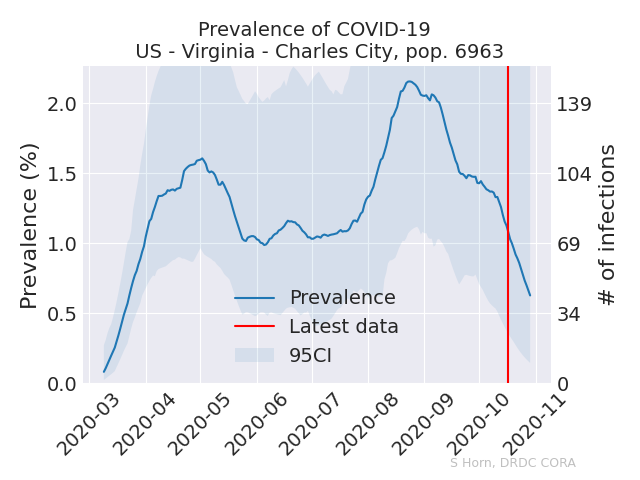 Prevalence of COVID-19
US - Virginia - Charles City, pop. 6963
Prevalence (%)
2.0
1.5
1.0
0.5
0.0
139
104
69
34
0
# of infections
Prevalence
Latest data
95CI
2020-03
2020-04
2020-05
2020-06
2020-07
2020-08
2020-09
2020-10
2020-11
S Horn, DRDC CORA